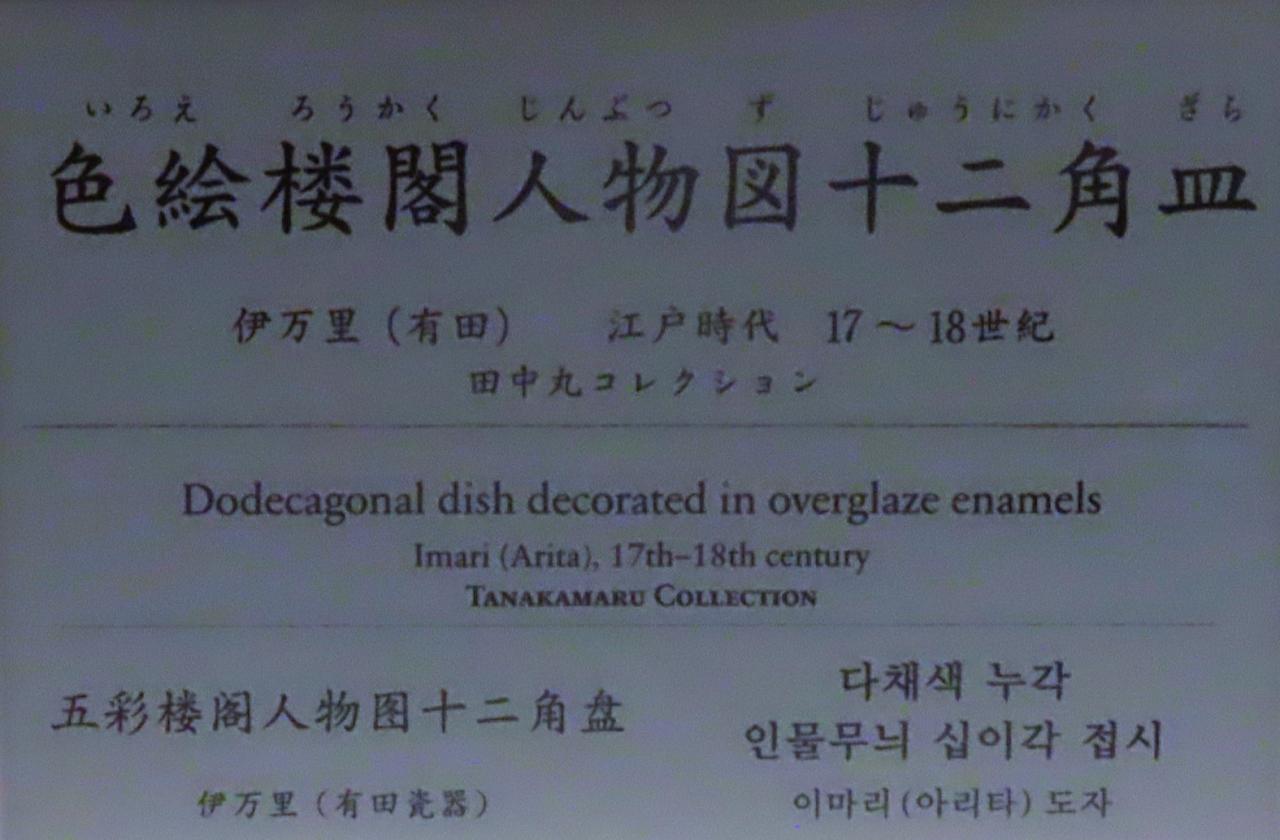 いろえ ろうかく じんぶつ ず じゅうにかく ざら
色絵楼閣人物図十二角皿
伊万里（有田） 江戸時代 17～18世紀
田中丸コレクション
Dodecagonal dish decorated in overglaze enamels
Imari (Arita), 17th–18th century
TANAKAMARU COLLECTION
五彩楼阁人物图十二角盘
伊万里（有田瓷器）
다채색 누각
인물무늬 십이각 접시
이마리(아리타) 도자